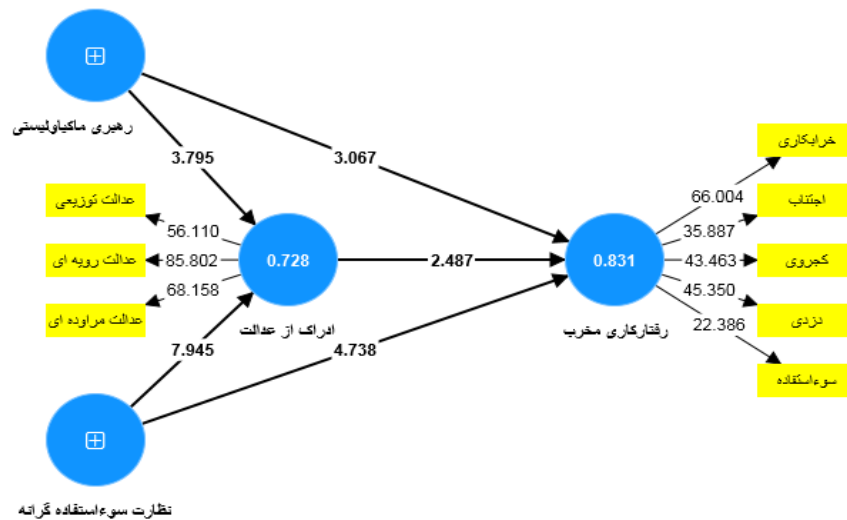 رهبری ماکیاولیستی
3.795
3.067
عدالت توزیعی
عدالت رویه ای
عدالت مراوده ای
56.110
85.802
68.158
0.728
ادراک از عدالت
2.487
7.945
4.738
نظارت سوءاستفاده گرانه
0.831
رفتارکاری مخرب
66.004
35.887
43.463
45.350
22.386
خرابکاری
اجتناب
کجروی
دزدی
سوءاستفاده